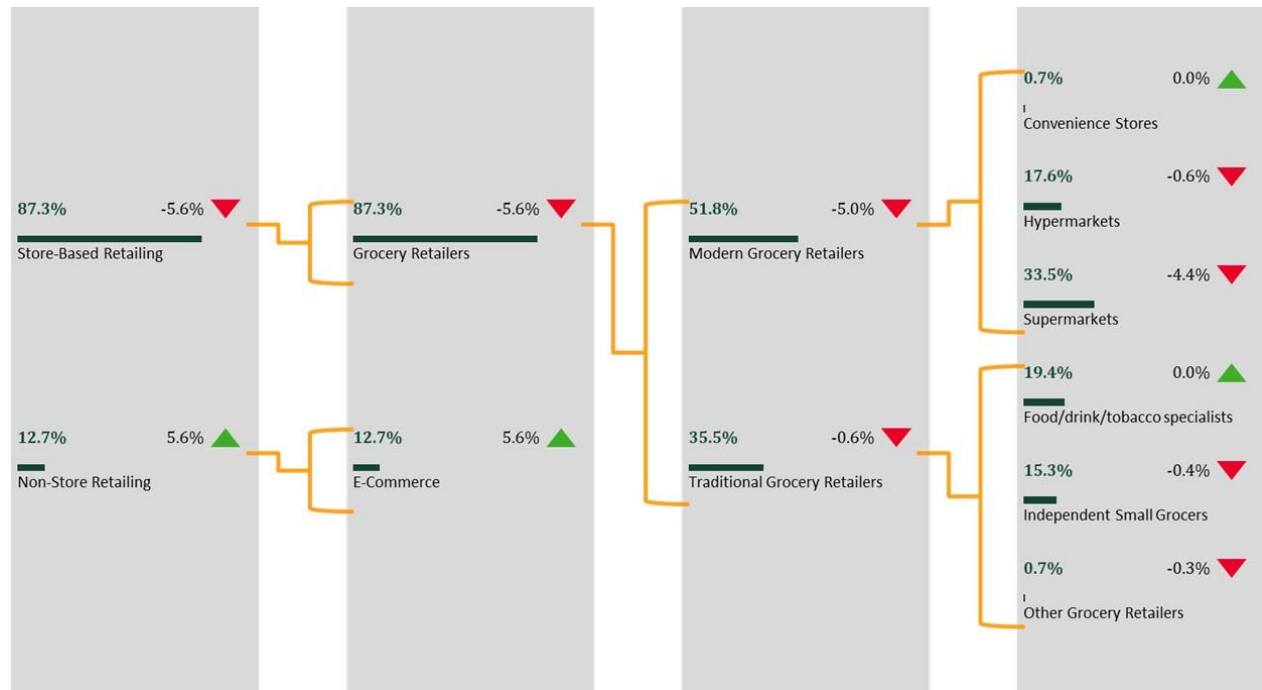 87.3% -5.6%
Store-Based Retailing
12.7% 5.6%
Non-Store Retailing
87.3% -5.6%
Grocery Retailers
12.7% 5.6%
E-Commerce
51.8% -5.0%
Modern Grocery Retailers
35.5% -0.6%
Traditional Grocery Retailers
0.7% 0.0%
Convenience Stores
17.6% -0.6%
Hypermarkets
33.5% -4.4%
Supermarkets
19.4% 0.0%
Food/drink/tobacco specialists
15.3% -0.4%
Independent Small Grocers
0.7% -0.3%
Other Grocery Retailers